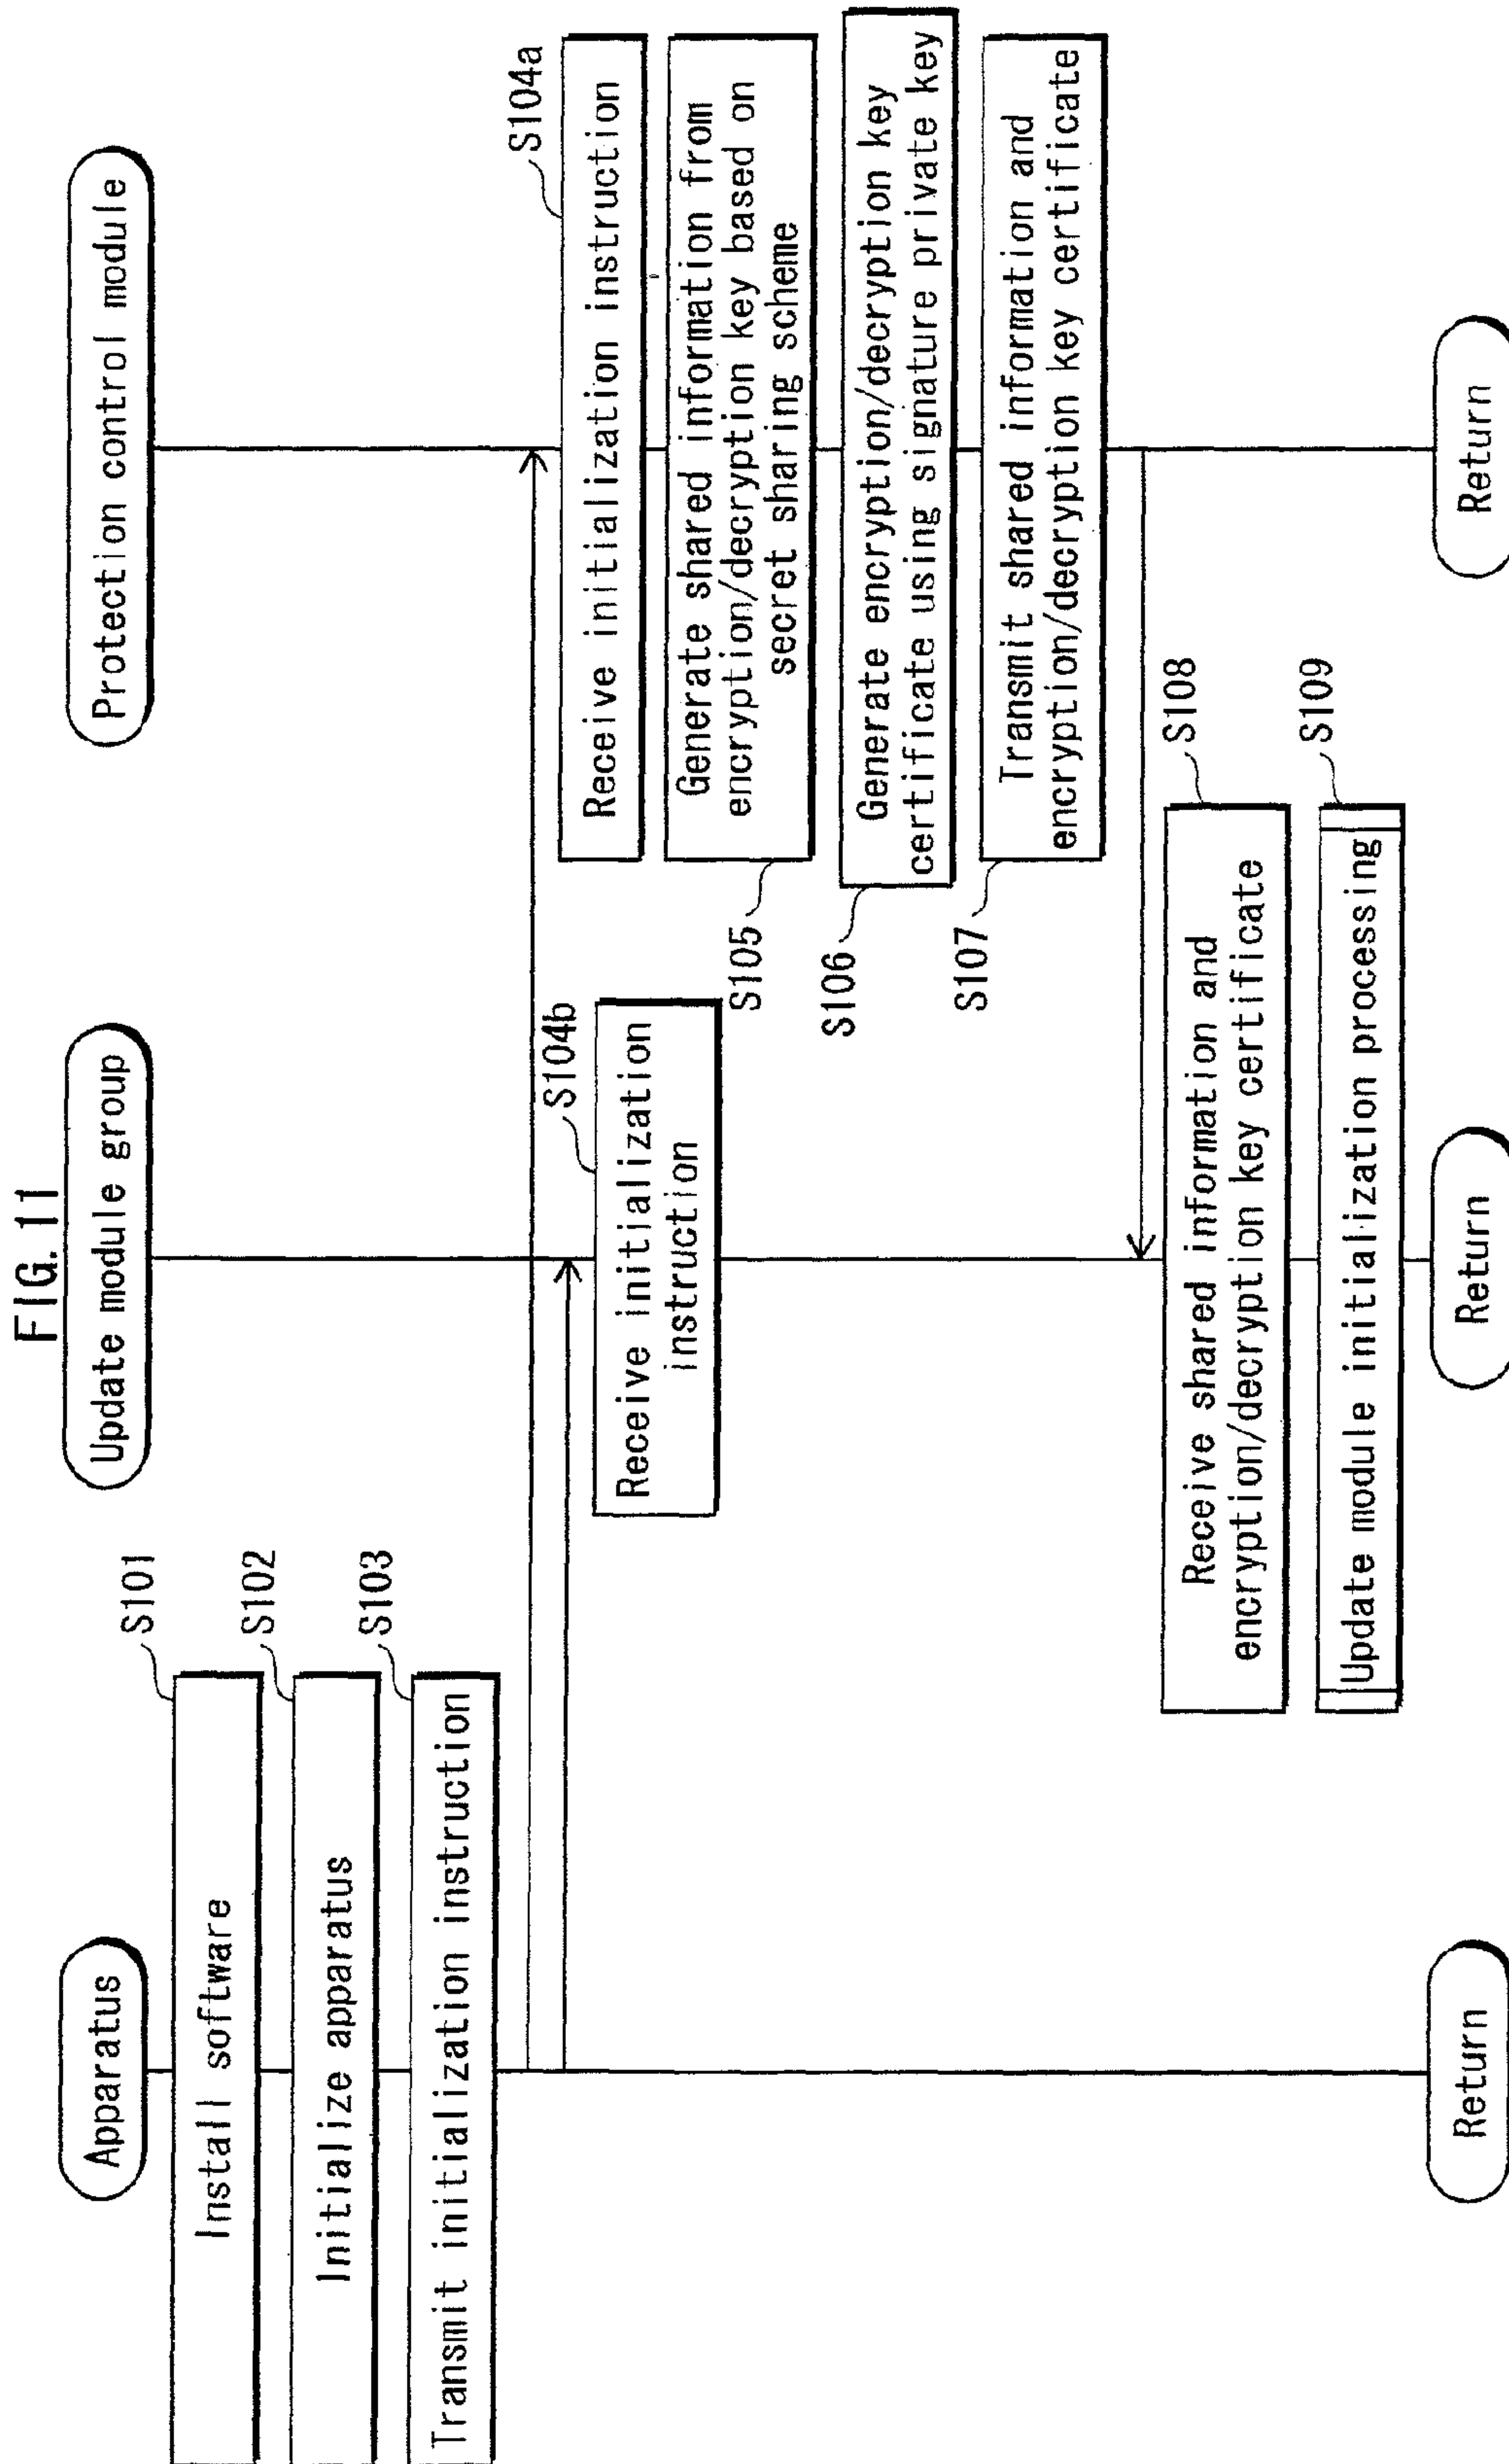 FIG. 11
Apparatus
Update module group
Protection control module
S101
Install software
S102
Initialize apparatus
S103
Transmit initialization instruction
S104a
Receive initialization instruction
S104b
Receive initialization
instruction
S105
Generate shared information from
encryption/decryption key based on
secret sharing scheme
S106
Generate encryption/decryption key
certificate using signature private key
S107
Transmit shared information and
encryption/decryption key certificate
S108
Receive shared information and
encryption/decryption key certificate
S109
Update module initialization processing
Return
Return
Return